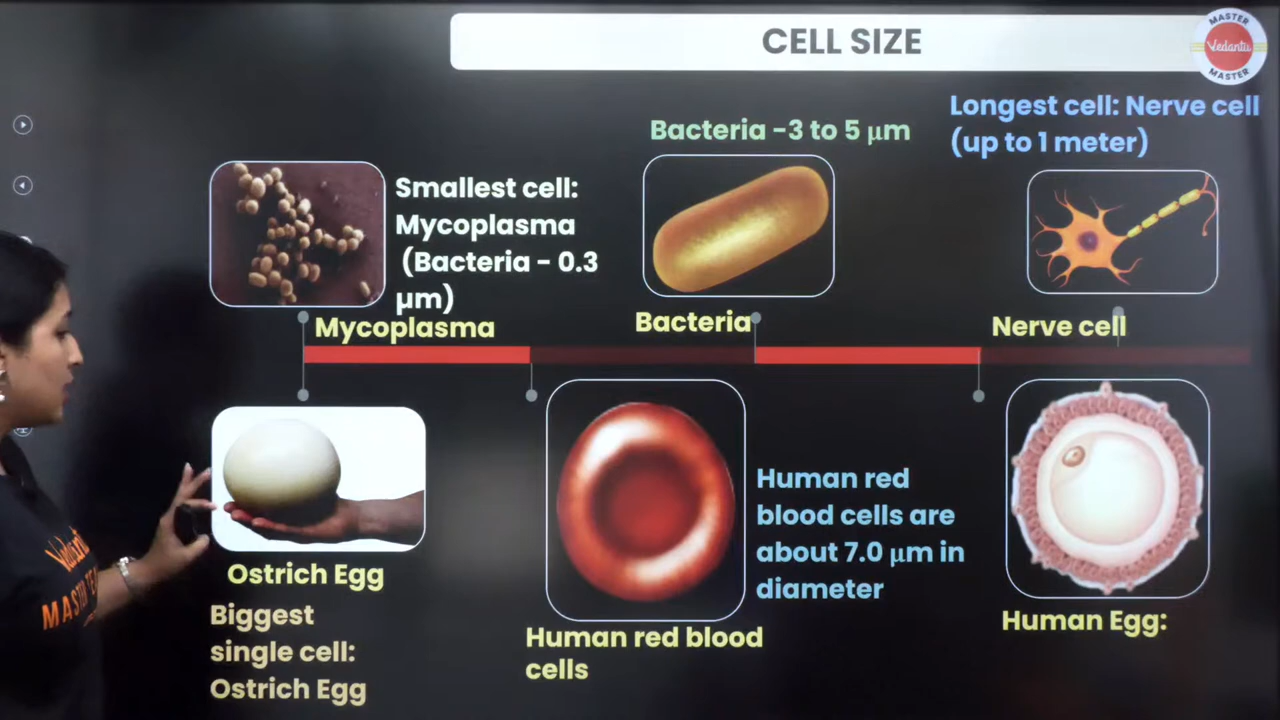 CELL SIZE
MASTER
Vedantu
MASTER
Longest cell: Nerve cell
(up to 1 meter)
Bacteria -3 to 5 μm
Smallest cell:
Mycoplasma
(Bacteria - 0.3
μm)
Mycoplasma
Bacteria
Nerve cell
Human red
blood cells are
about 7.0 μm in
diameter
Ostrich Egg
Biggest
single cell:
Ostrich Egg
Human red blood
cells
Human Egg:
Vedantu